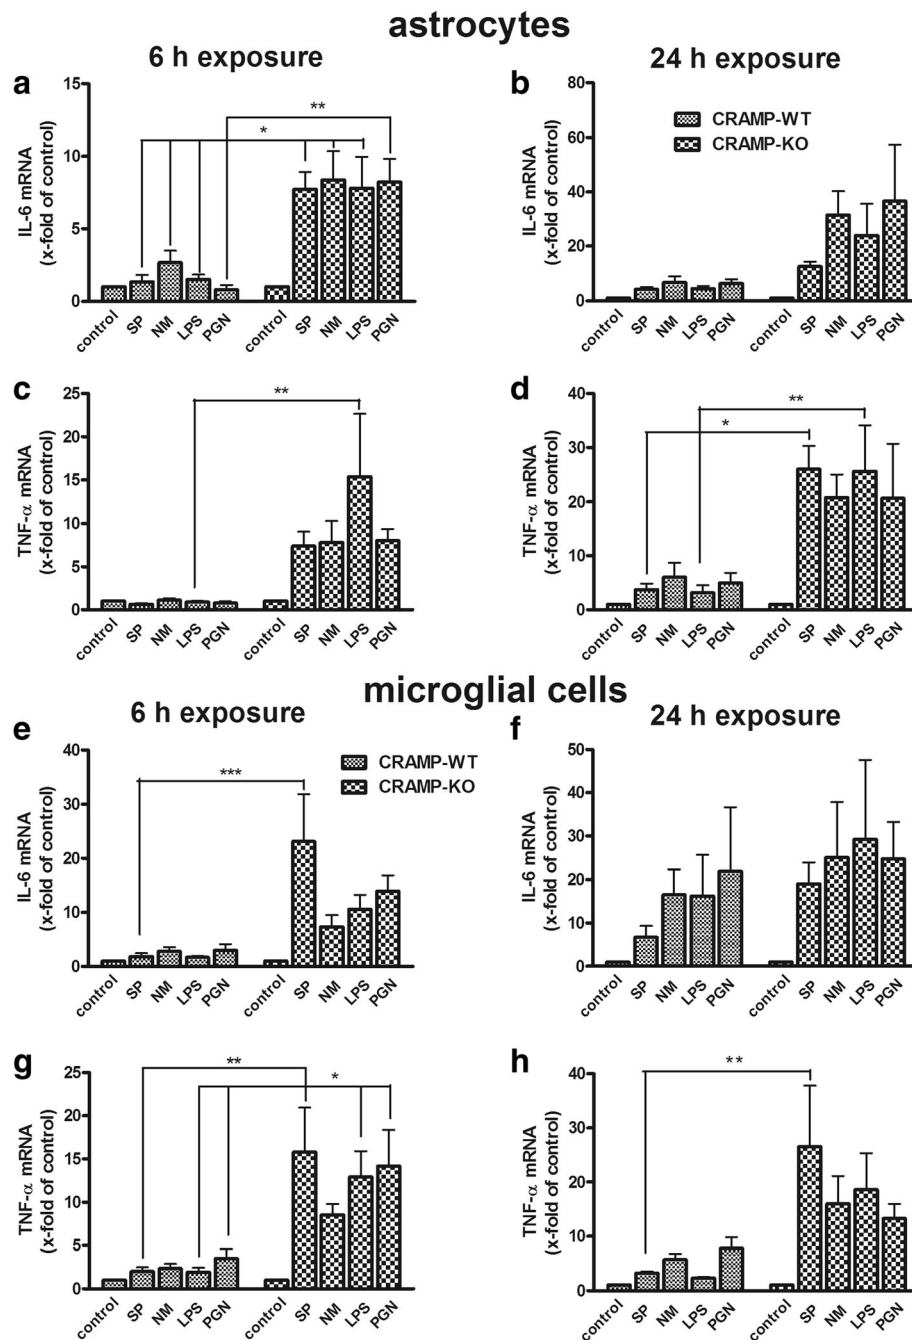 astrocytes
6 h exposure
24 h exposure
a
IL-6 mRNA
(x-fold of control)
15
10
5
0
**
*
control SP NM LPS PGN control SP NM LPS PGN
b
IL-6 mRNA
(x-fold of control)
80
60
40
20
0
CRAMP-WT
CRAMP-KO
control SP NM LPS PGN control SP NM LPS PGN
c
TNF-α mRNA
(x-fold of control)
25
20
15
10
5
0
**
control SP NM LPS PGN control SP NM LPS PGN
d
TNF-α mRNA
(x-fold of control)
40
30
20
10
0
**
*
control SP NM LPS PGN control SP NM LPS PGN
microglial cells
6 h exposure
24 h exposure
e
IL-6 mRNA
(x-fold of control)
40
30
20
10
0
***
CRAMP-WT
CRAMP-KO
control SP NM LPS PGN control SP NM LPS PGN
f
IL-6 mRNA
(x-fold of control)
50
40
30
20
10
0
control SP NM LPS PGN control SP NM LPS PGN
g
TNF-α mRNA
(x-fold of control)
25
20
15
10
5
0
**
*
control SP NM LPS PGN control SP NM LPS PGN
h
TNF-α mRNA
(x-fold of control)
40
30
20
10
0
**
control SP NM LPS PGN control SP NM LPS PGN